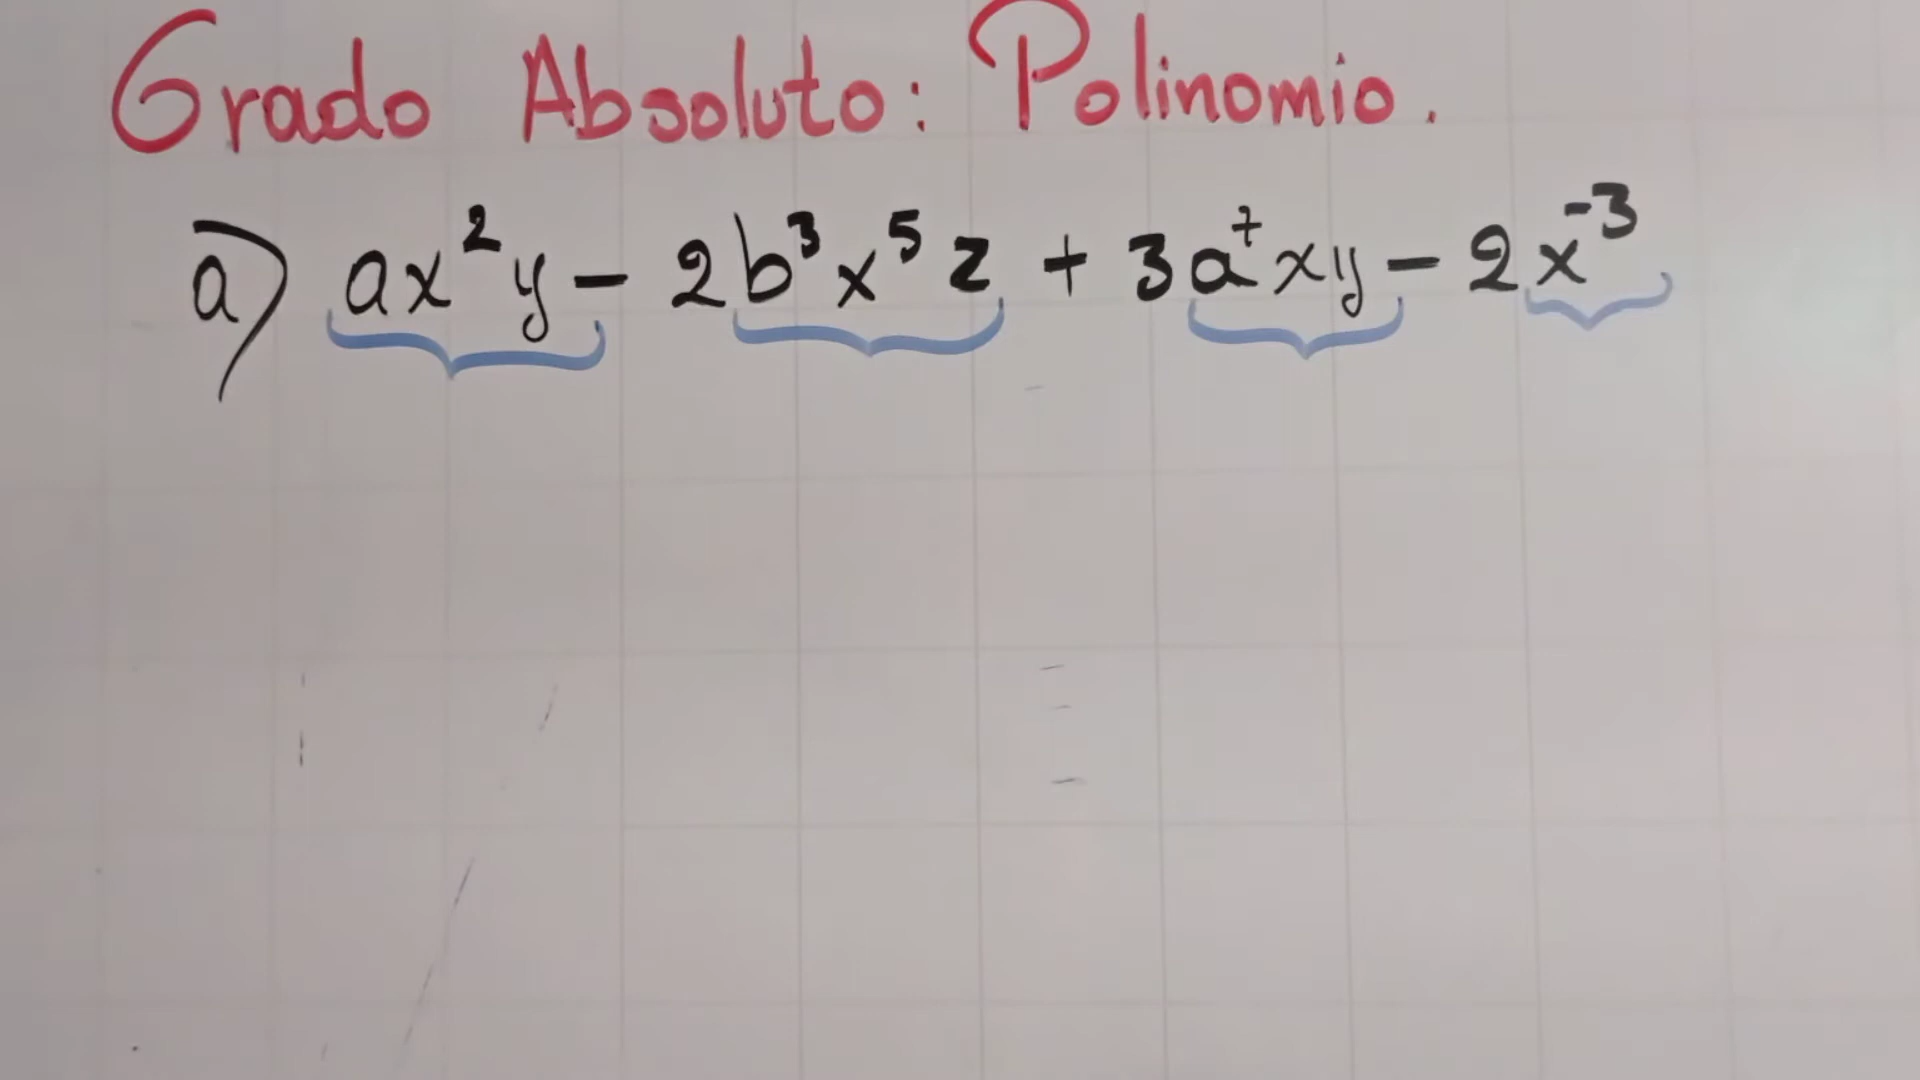 Grado Absoluto: Polinomio.
a) ax²y - 2b³x⁵z + 3a⁷xy - 2x⁻³